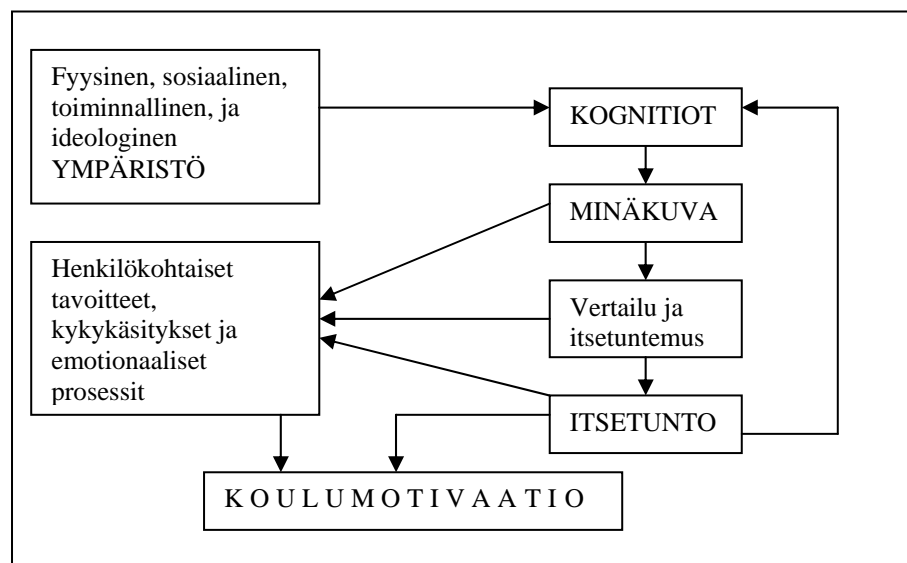 Fyysinen, sosiaalinen,
toiminnallinen, ja
ideologinen
YMPÄRISTÖ
KOGNITIOT
MINÄKUVA
Henkilökohtaiset
tavoitteet,
kykykäsitykset ja
emotionaaliset
prosessit
Vertailu ja
itsetuntemus
ITSETUNTO
K O U L U M O T I V A A T I O